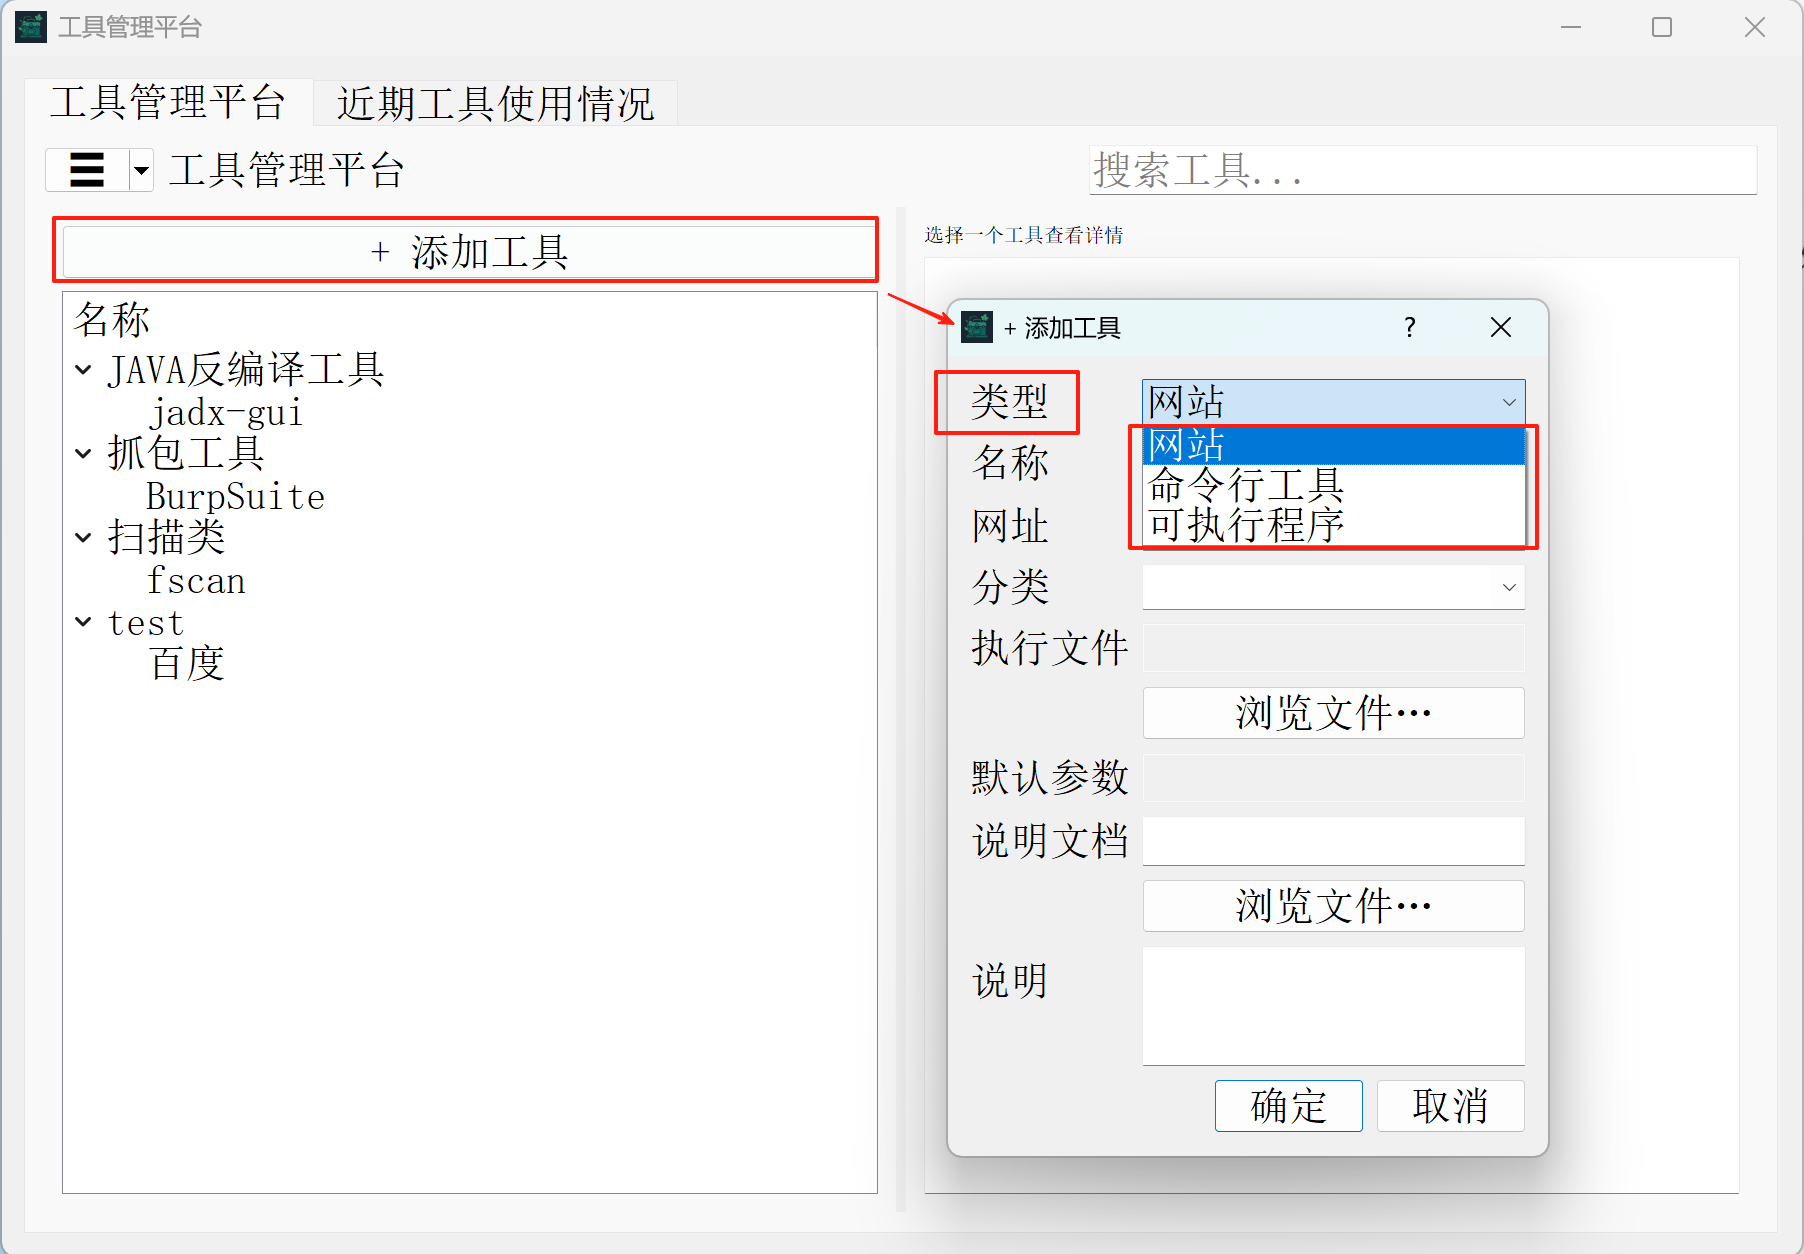 工具管理平台
工具管理平台
近期工具使用情况
工具管理平台
搜索工具...
+ 添加工具
名称
JAVA反编译工具
jadx-gui
抓包工具
BurpSuite
扫描类
fscan
test
百度
选择一个工具查看详情
+ 添加工具
?
类型
网站
网站
命令行工具
可执行程序
名称
网址
分类
执行文件
浏览文件…
默认参数
说明文档
浏览文件…
说明
确定
取消